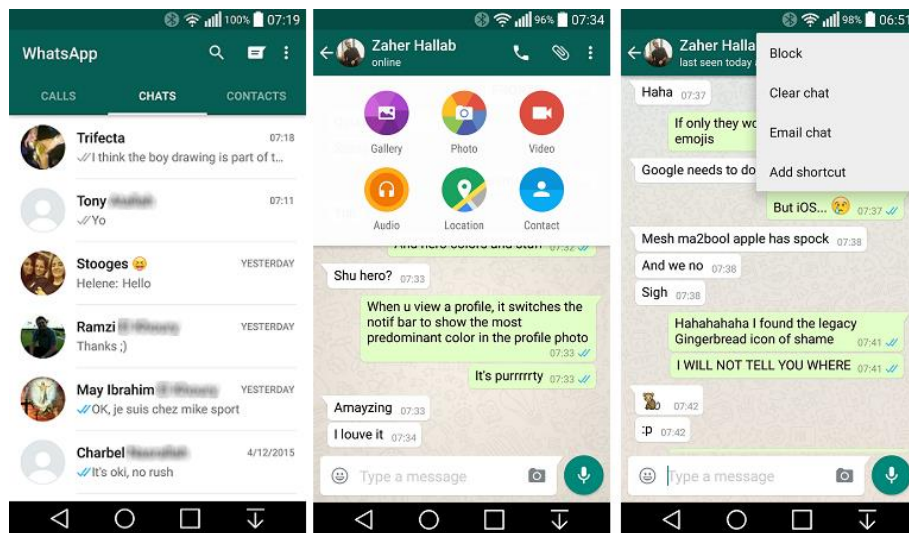 100% 07:19
WhatsApp
CALLS CHATS CONTACTS
Trifecta 07:18
I think the boy drawing is part of t...
Tony 07:11
Yo
Stooges 😄 YESTERDAY
Helene: Hello
Ramzi YESTERDAY
Thanks ;)
May Ibrahim YESTERDAY
OK, je suis chez mike sport
Charbel 4/12/2015
It's oki, no rush
96% 07:34
Zaher Hallab
online
Gallery Photo Video
Audio Location Contact
And hero colors and stuff 07:32
Shu hero? 07:33
When u view a profile, it switches the
notif bar to show the most
predominant color in the profile photo
07:33
It's purrrrrty 07:33
Amayzing 07:33
I louve it 07:34
Type a message
98% 06:51
Zaher Halla
last seen today
Block
Clear chat
Email chat
Add shortcut
Haha 07:37
If only they wo
emojis
Google needs to do
But iOS... 😢 07:37
Mesh ma2bool apple has spock 07:38
And we no 07:38
Sigh 07:38
Hahahahaha I found the legacy
Gingerbread icon of shame 07:41
I WILL NOT TELL YOU WHERE 07:41
🐒 07:42
:p 07:42
Type a message